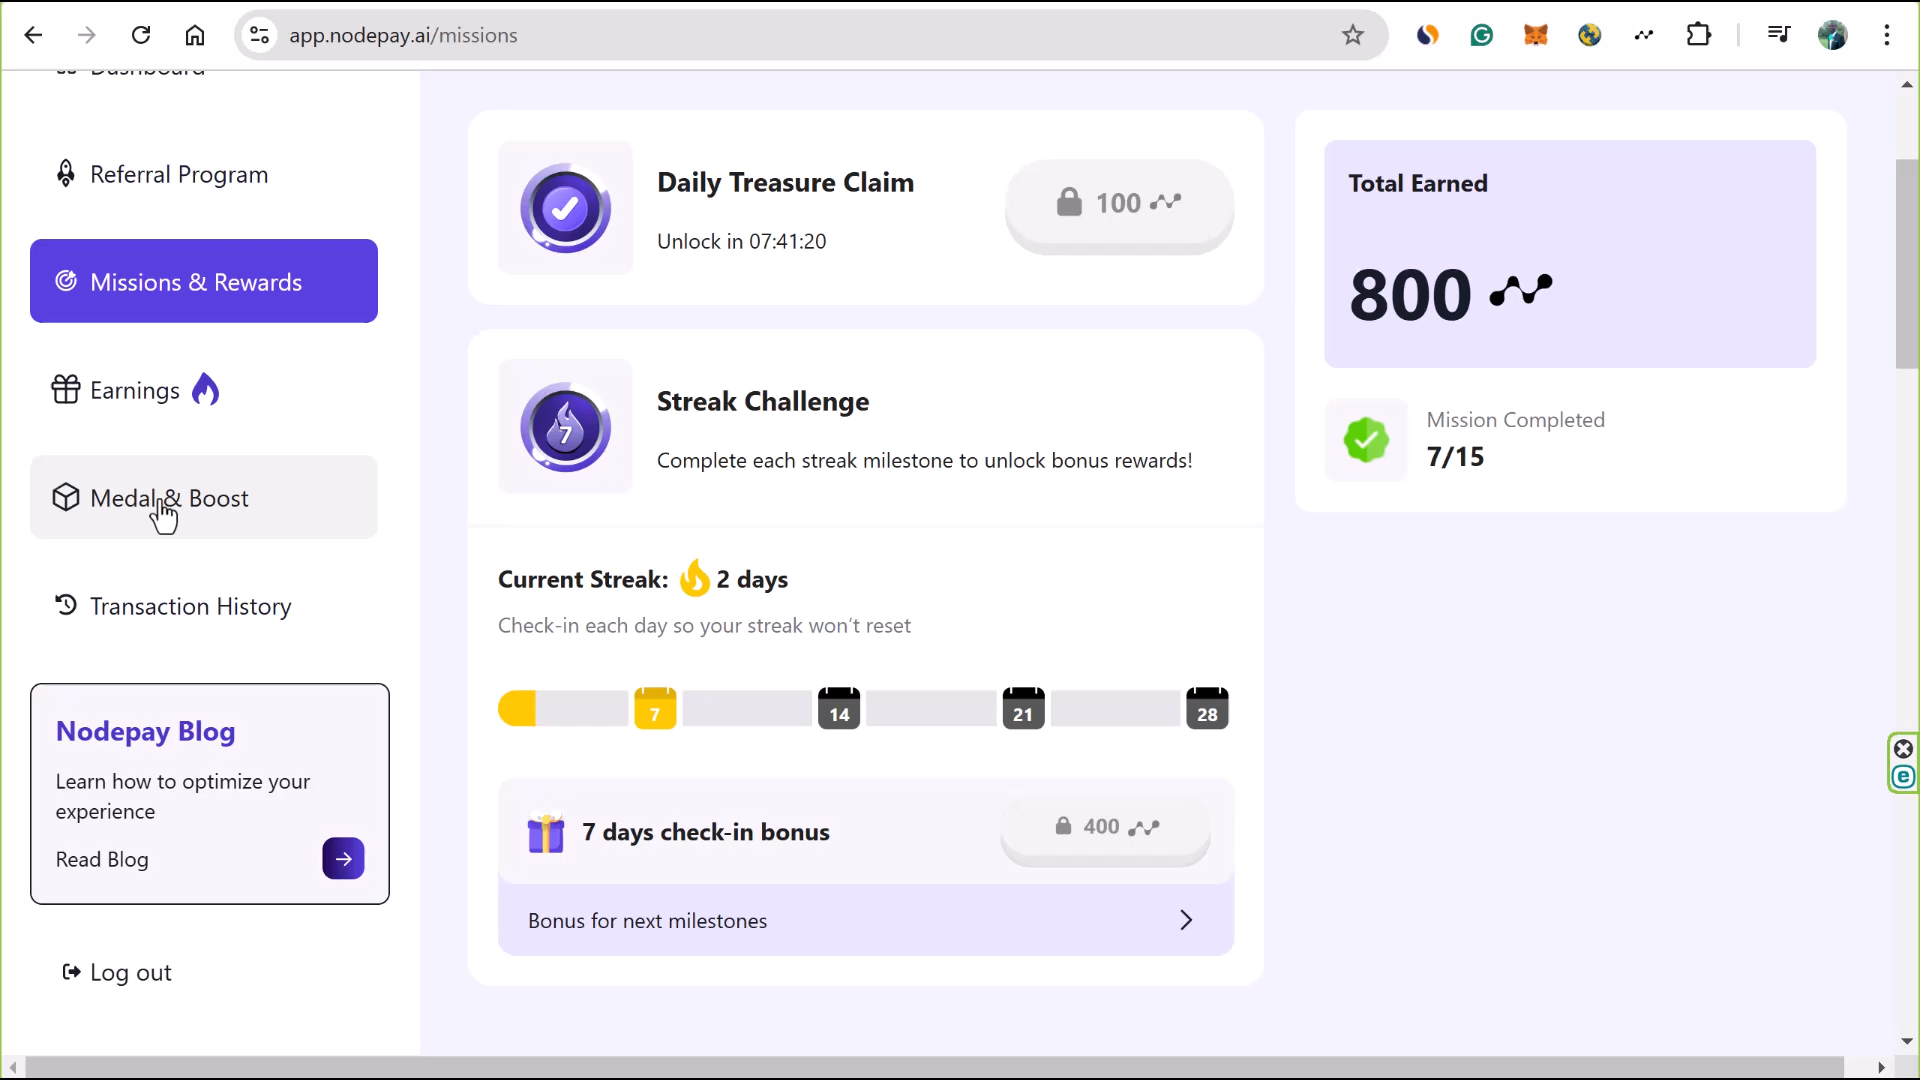 app.nodepay.ai/missions
Dashboard
Referral Program
Missions & Rewards
Earnings
Medal & Boost
Transaction History
Nodepay Blog
Learn how to optimize your
experience
Read Blog
Log out
Daily Treasure Claim
Unlock in 07:41:20
100
7
Streak Challenge
Complete each streak milestone to unlock bonus rewards!
Current Streak: 2 days
Check-in each day so your streak won't reset
7 14 21 28
7 days check-in bonus
400
Bonus for next milestones
Total Earned
800
Mission Completed
7/15